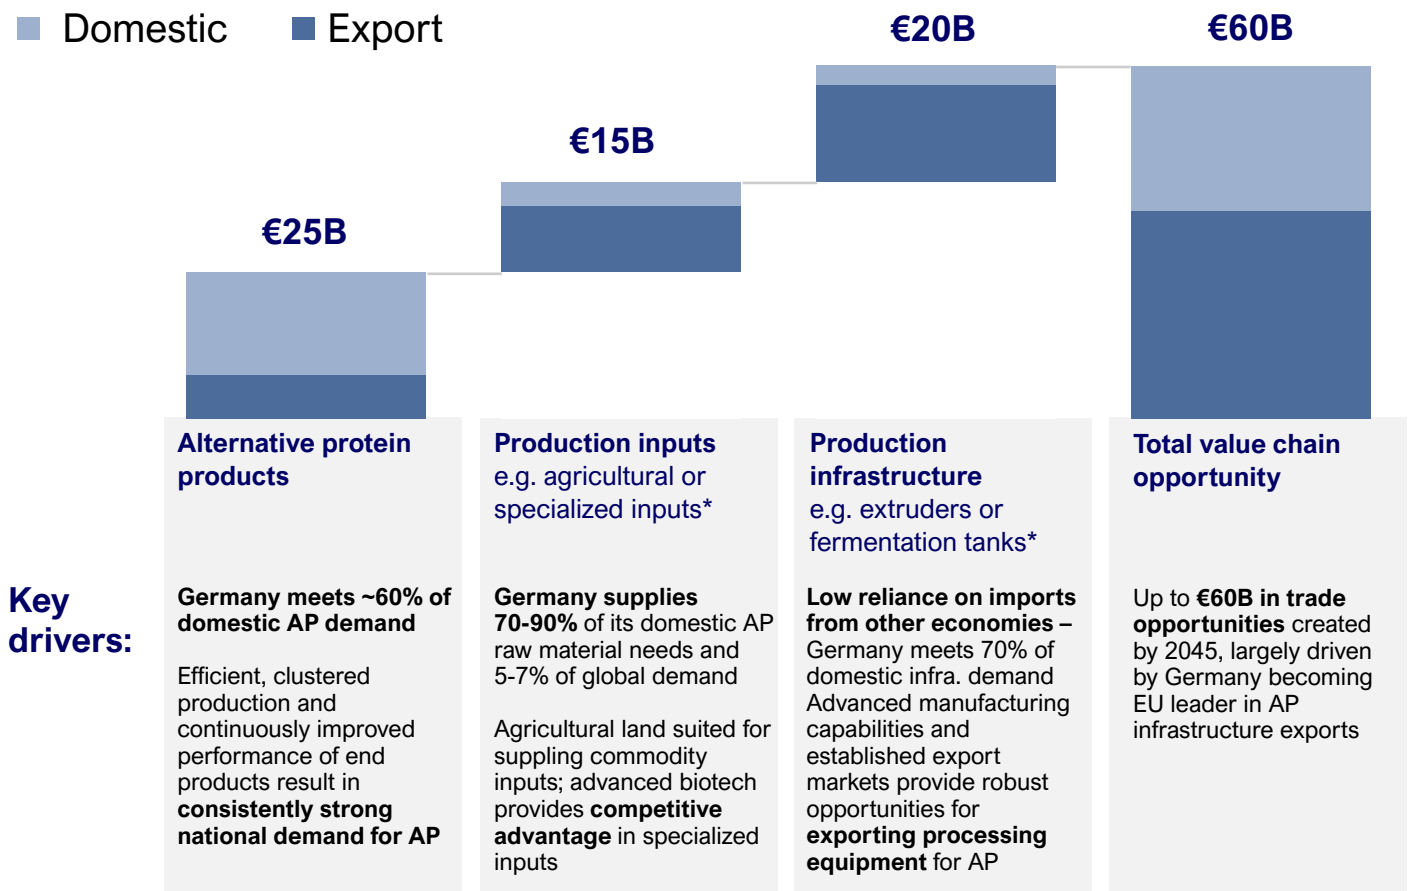 Domestic
Export
€25B
€15B
€20B
€60B
Alternative protein
products
Production inputs
e.g. agricultural or
specialized inputs*
Production
infrastructure
e.g. extruders or
fermentation tanks*
Total value chain
opportunity
Key
drivers:
Germany meets ~60% of
domestic AP demand
Efficient, clustered
production and
continuously improved
performance of end
products result in
consistently strong
national demand for AP
Germany supplies
70-90% of its domestic AP
raw material needs and
5-7% of global demand
Agricultural land suited for
suppling commodity
inputs; advanced biotech
provides competitive
advantage in specialized
inputs
Low reliance on imports
from other economies –
Germany meets 70% of
domestic infra. demand
Advanced manufacturing
capabilities and
established export
markets provide robust
opportunities for
exporting processing
equipment for AP
Up to €60B in trade
opportunities created
by 2045, largely driven
by Germany becoming
EU leader in AP
infrastructure exports